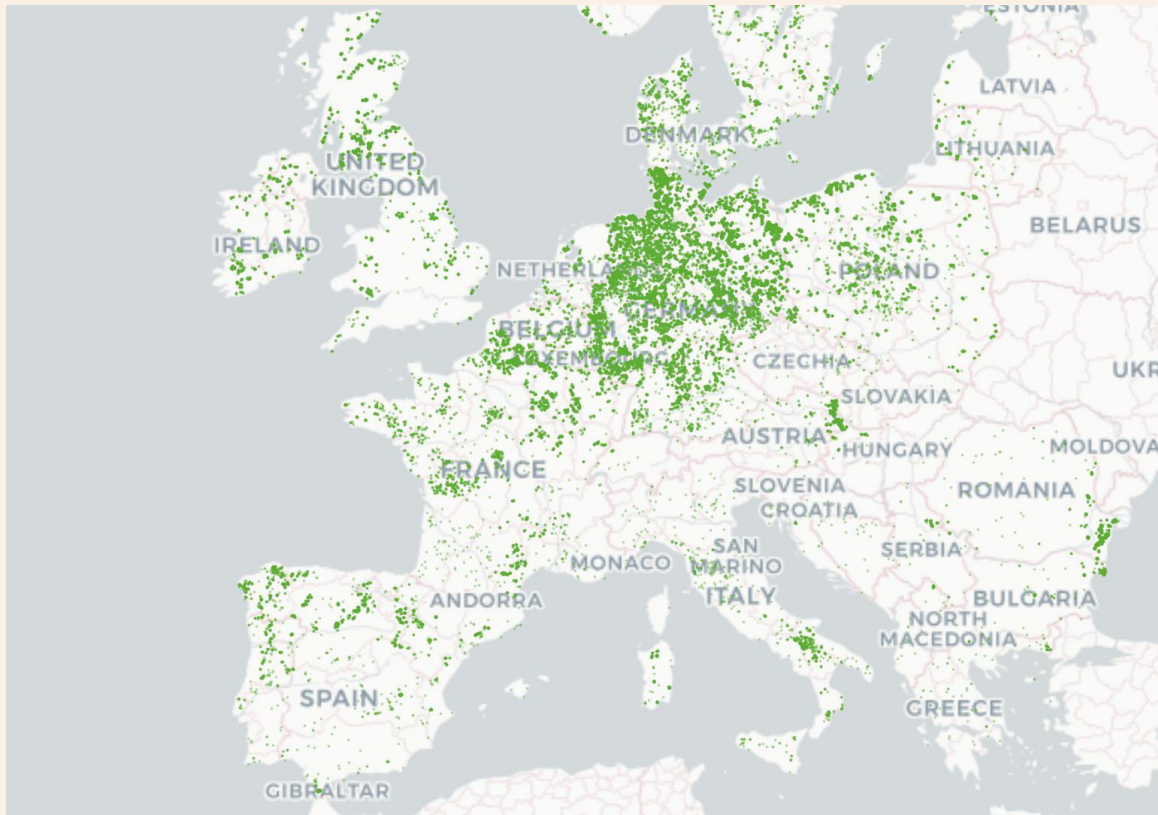 ESTONIA
LATVIA
DENMARK
LITHUANIA
UNITED
KINGDOM
BELARUS
IRELAND
NETHERLANDS
POLAND
GERMANY
BELGIUM
LUXEMBOURG
CZECHIA
UKR
SLOVAKIA
AUSTRIA
HUNGARY
MOLDOVA
FRANCE
SLOVENIA
ROMANIA
CROATIA
SAN
MARINO
SERBIA
MONACO
ITALY
ANDORRA
BULGARIA
NORTH
MACEDONIA
SPAIN
GREECE
GIBRALTAR